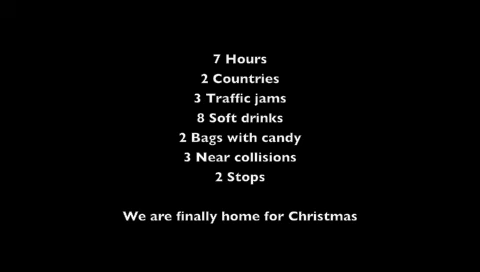 7 Hours
2 Countries
3 Traffic jams
8 Soft drinks
2 Bags with candy
3 Near collisions
2 Stops
We are finally home for Christmas